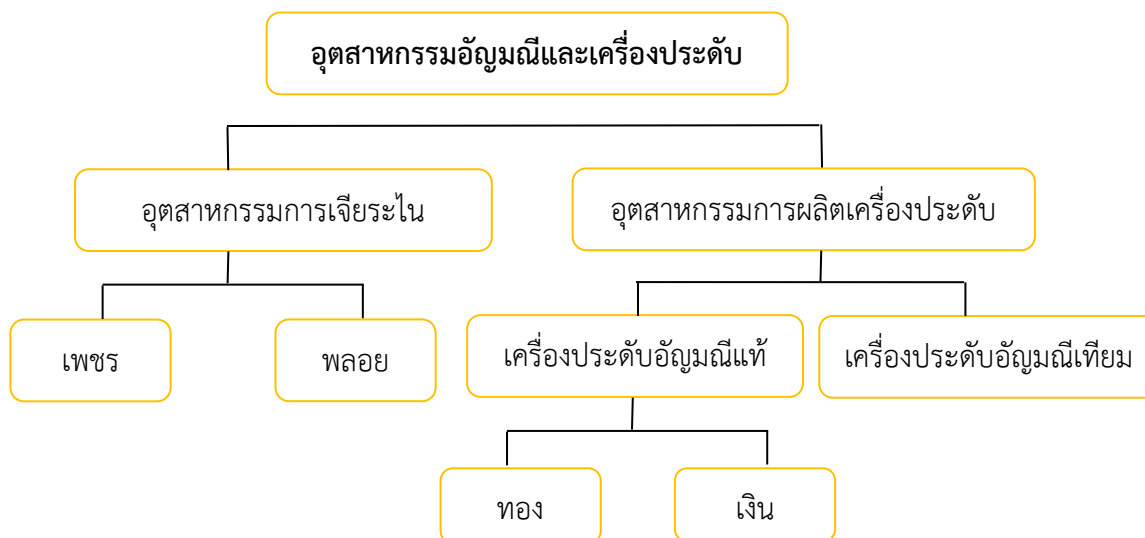 อุตสาหกรรมอัญมณีและเครื่องประดับ
อุตสาหกรรมการเจียระไน
อุตสาหกรรมการผลิตเครื่องประดับ
เพชร
พลอย
เครื่องประดับอัญมณีแท้
เครื่องประดับอัญมณีเทียม
ทอง
เงิน